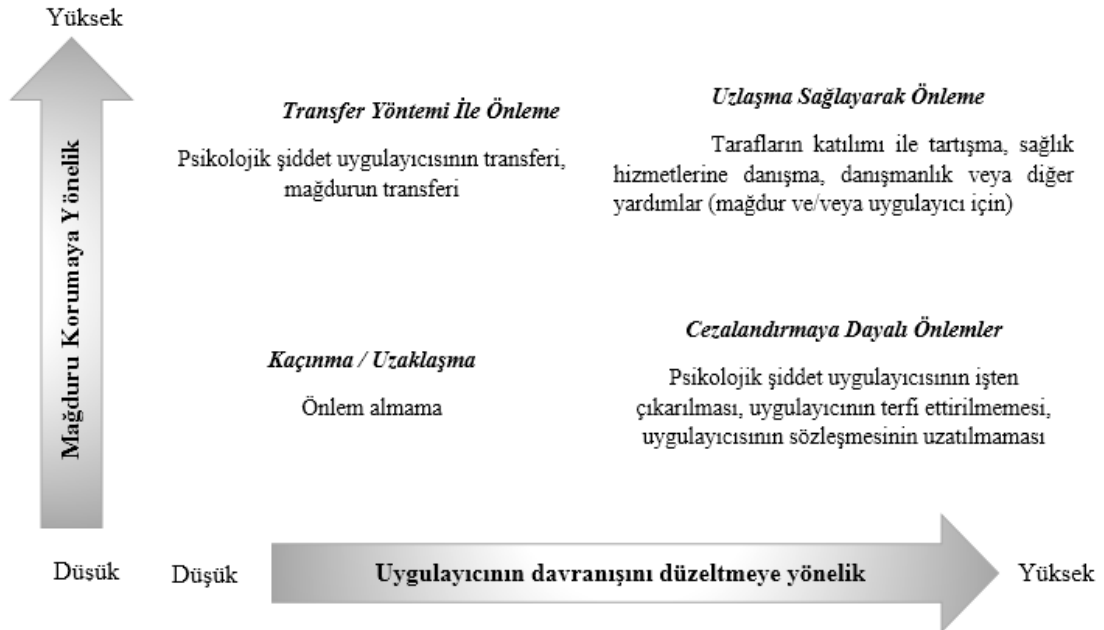 Yüksek
Mağduru Korumaya Yönelik
Transfer Yöntemi İle Önleme
Psikolojik şiddet uygulayıcısının transferi,
mağdurun transferi
Uzlaşma Sağlayarak Önleme
Tarafların katılımı ile tartışma, sağlık
hizmetlerine danışma, danışmanlık veya diğer
yardımlar (mağdur ve/veya uygulayıcı için)
Kaçınma / Uzaklaşma
Önlem almama
Cezalandırmaya Dayalı Önlemler
Psikolojik şiddet uygulayıcısının işten
çıkarılması, uygulayıcının terfi ettirilmemesi,
uygulayıcısının sözleşmesinin uzatılmaması
Düşük
Düşük
Uygulayıcının davranışını düzeltmeye yönelik
Yüksek